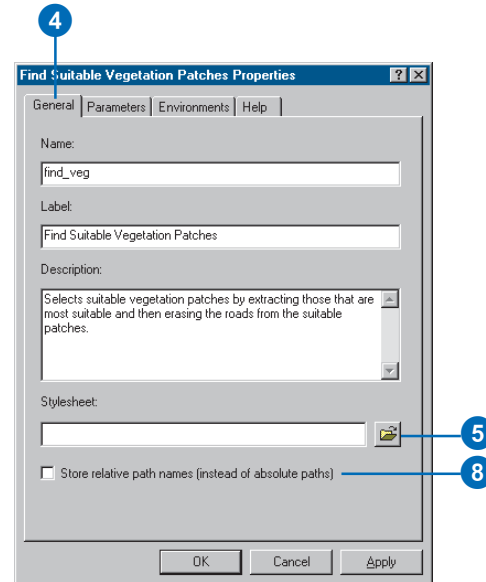 4
Find Suitable Vegetation Patches Properties
General Parameters Environments Help
Name:
find_veg
Label:
Find Suitable Vegetation Patches
Description:
Selects suitable vegetation patches by extracting those that are
most suitable and then erasing the roads from the suitable
patches.
Stylesheet:
5
Store relative path names (instead of absolute paths)
8
OK Cancel Apply